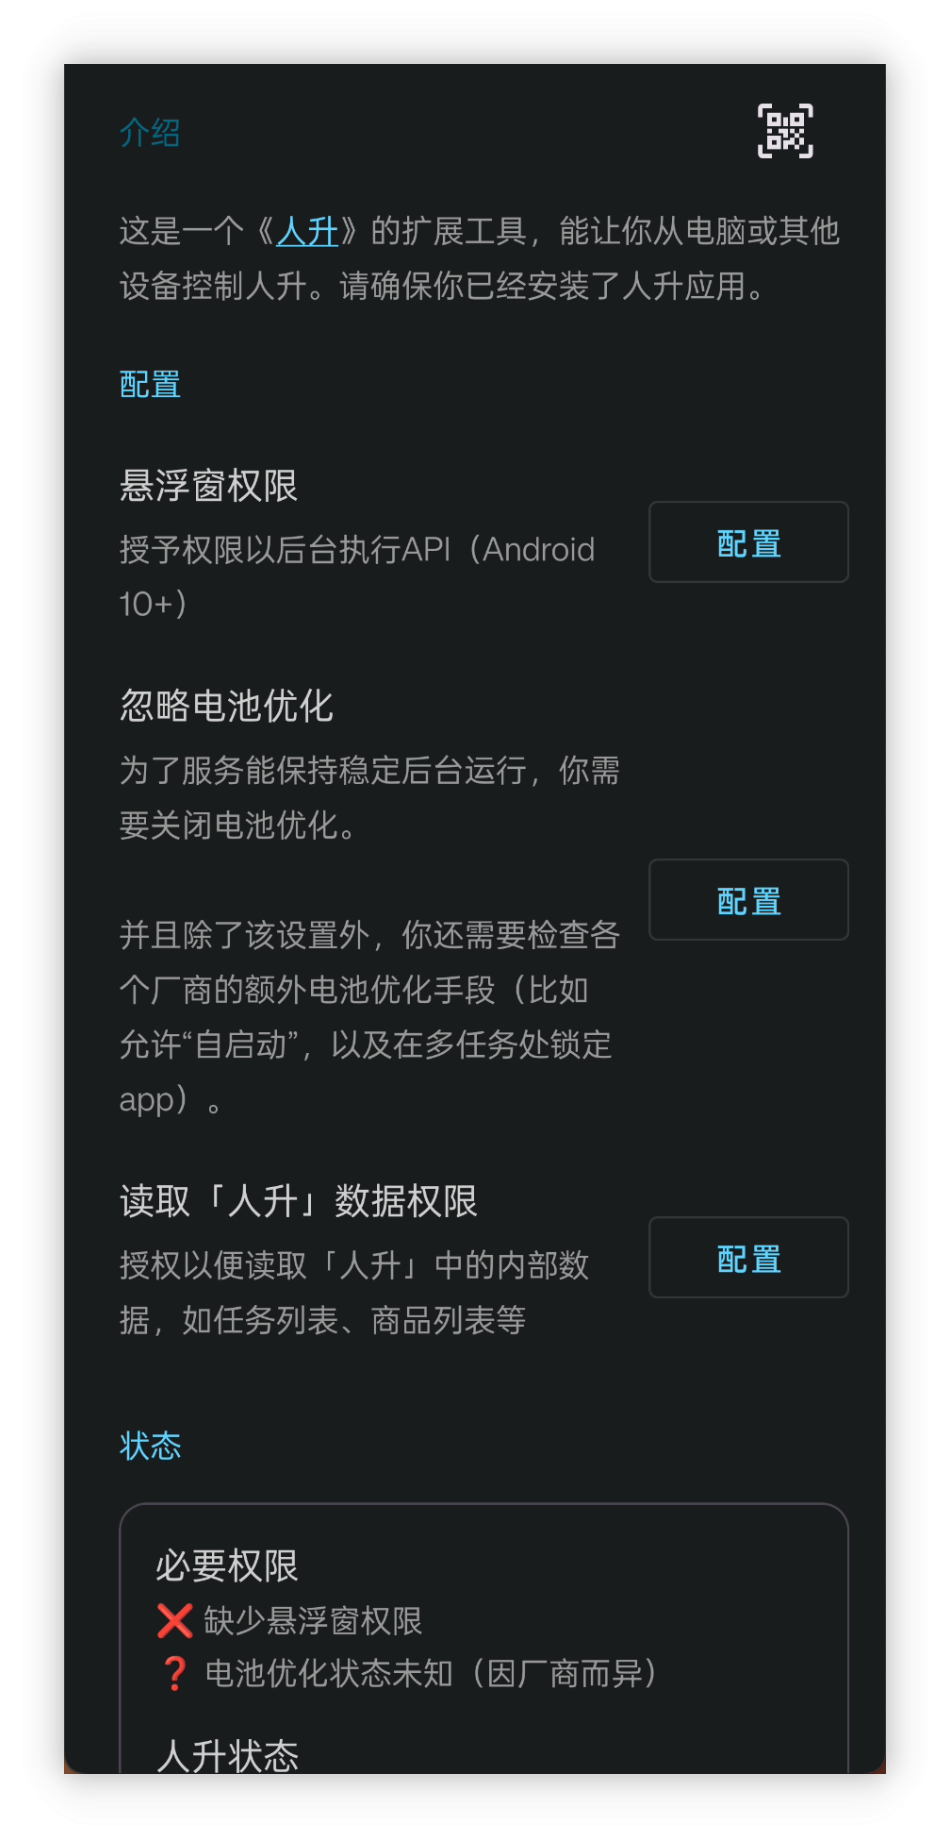 介绍
这是一个《人升》的扩展工具，能让你从电脑或其他
设备控制人升。请确保你已经安装了人升应用。
配置
悬浮窗权限
授予权限以后台执行API（Android
10+）
配置
忽略电池优化
为了服务能保持稳定后台运行，你需
要关闭电池优化。
并且除了该设置外，你还需要检查各
个厂商的额外电池优化手段（比如
允许“自启动”，以及在多任务处锁定
app）。
配置
读取「人升」数据权限
授权以便读取「人升」中的内部数
据，如任务列表、商品列表等
配置
状态
必要权限
❌ 缺少悬浮窗权限
❓ 电池优化状态未知（因厂商而异）
人升状态